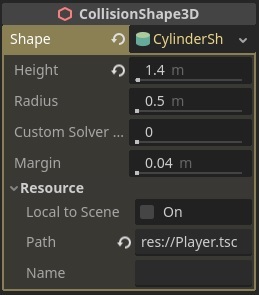 CollisionShape3D
Shape CylinderSh
Height 1.4 m
Radius 0.5 m
Custom Solver ... 0
Margin 0.04 m
Resource
Local to Scene On
Path res://Player.tsc
Name